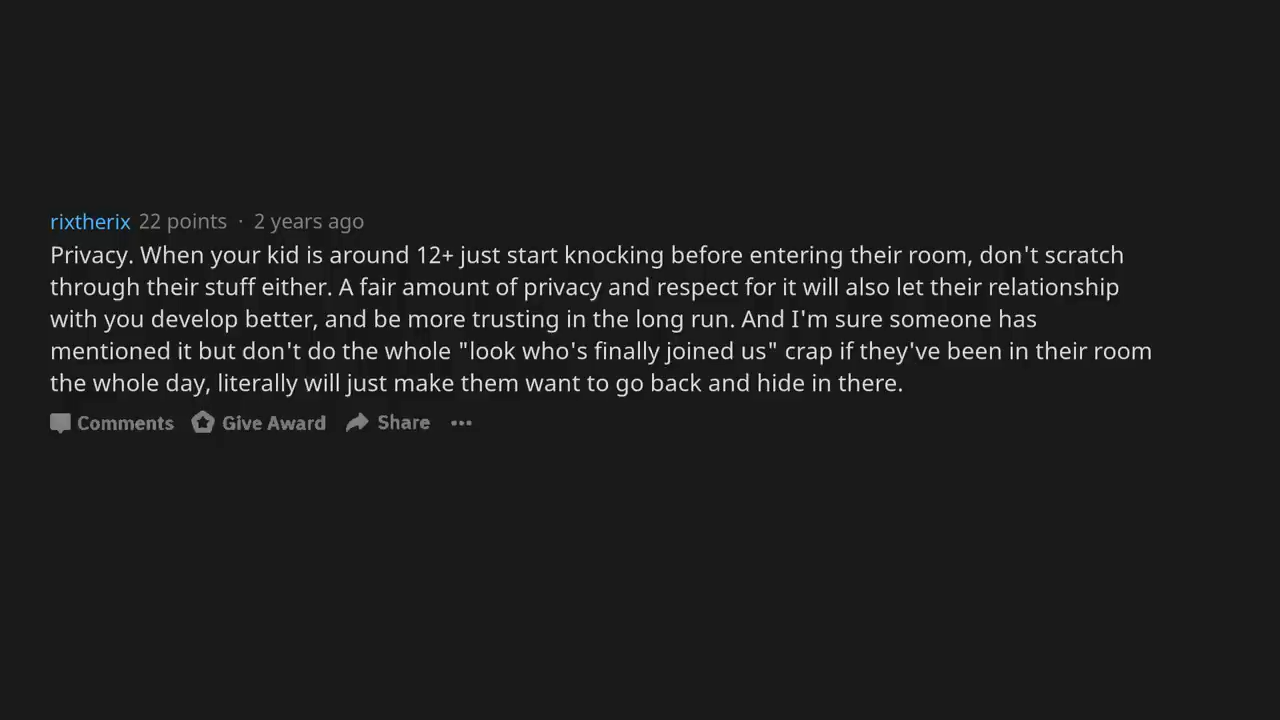 rixtherix 22 points · 2 years ago
Privacy. When your kid is around 12+ just start knocking before entering their room, don't scratch
through their stuff either. A fair amount of privacy and respect for it will also let their relationship
with you develop better, and be more trusting in the long run. And I'm sure someone has
mentioned it but don't do the whole "look who's finally joined us" crap if they've been in their room
the whole day, literally will just make them want to go back and hide in there.
Comments Give Award Share •••